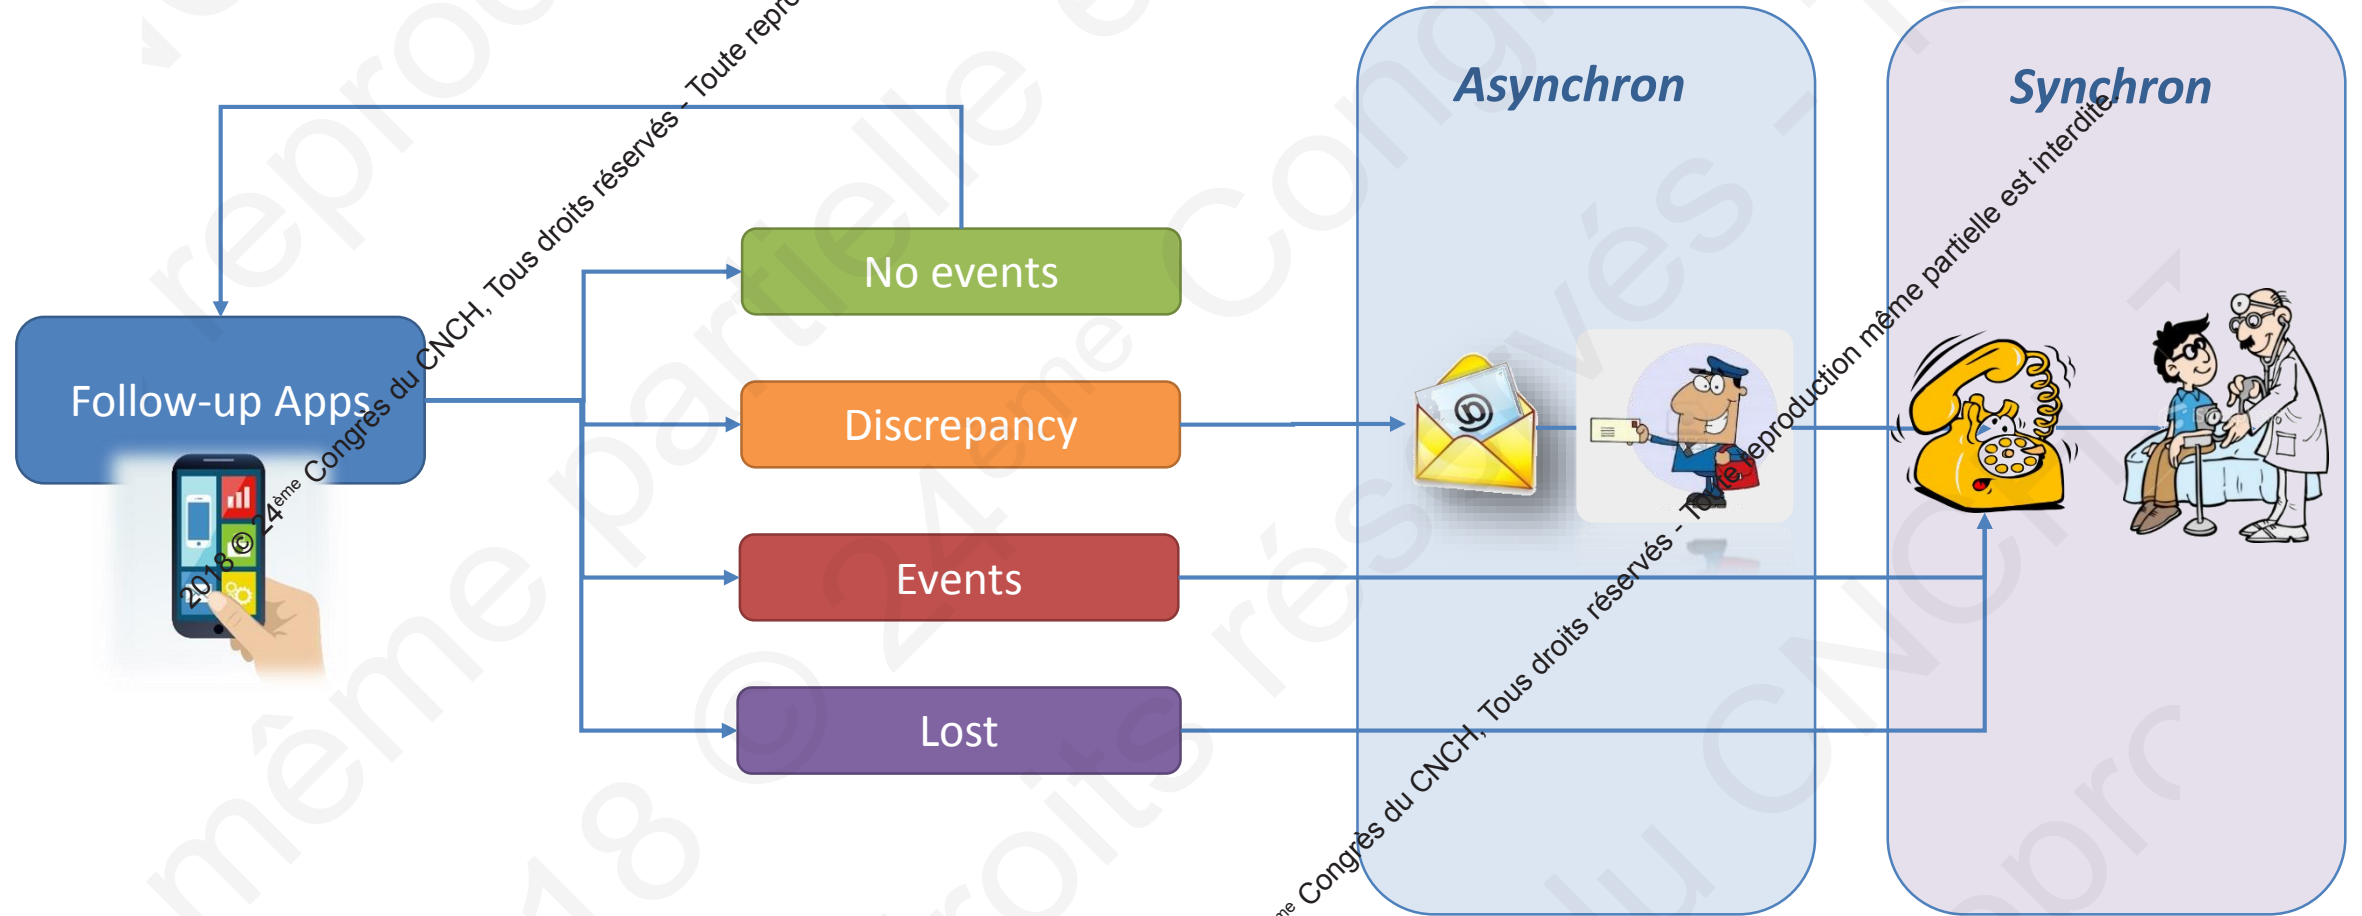 Asynchron
Synchron
No events
Follow-up Apps
Discrepancy
Events
Lost
@
2018 © 24ème Congrès du CNCH, Tous droits réservés - Toute repro
ème Congrès du CNCH, Tous droits réservés - Toute reproduction même partielle est interdite.